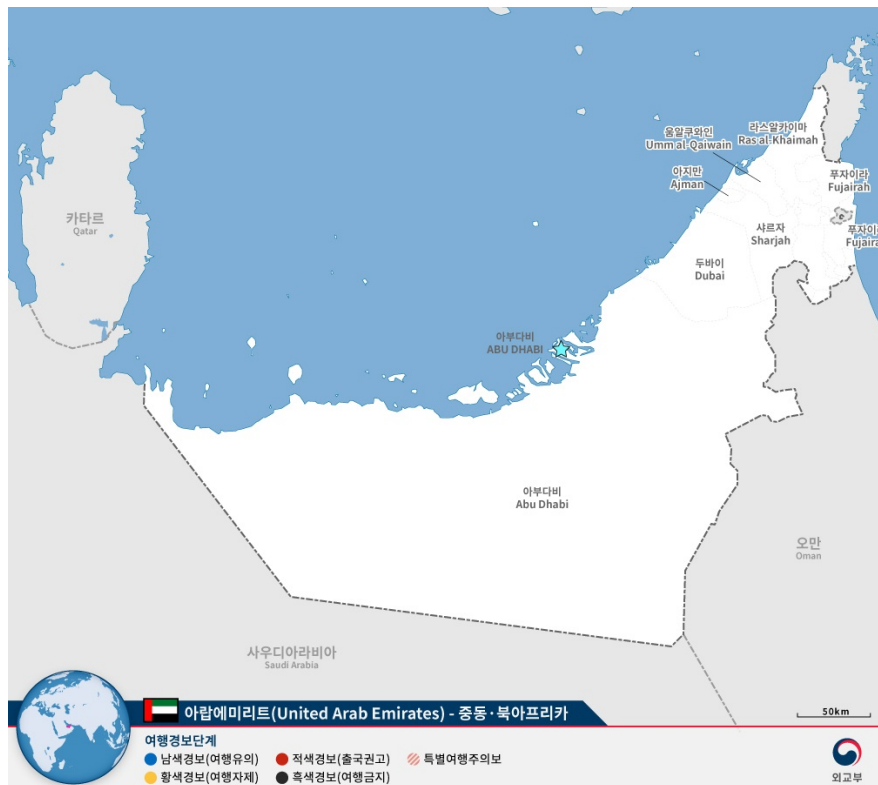 움알쿠와인
Umm al-Qaiwain
라스알카이마
Ras al-Khaimah
아지만
Ajman
푸자이라
Fujairah
카타르
Qatar
샤르자
Sharjah
푸자이
Fujaira
두바이
Dubai
아부다비
ABU DHABI
아부다비
Abu Dhabi
오만
Oman
사우디아라비아
Saudi Arabia
아랍에미리트(United Arab Emirates) - 중동·북아프리카
50km
여행경보단계
남색경보(여행유의) 적색경보(출국권고) 특별여행주의보
황색경보(여행자제) 흑색경보(여행금지)
외교부